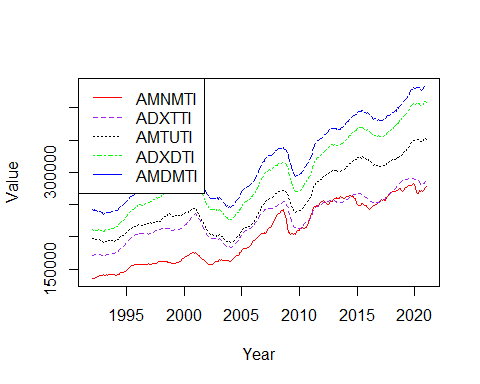 AMNMTI
ADXTTI
AMTUTI
ADXDTI
AMDMTI
Value
300000
150000
1995 2000 2005 2010 2015 2020
Year